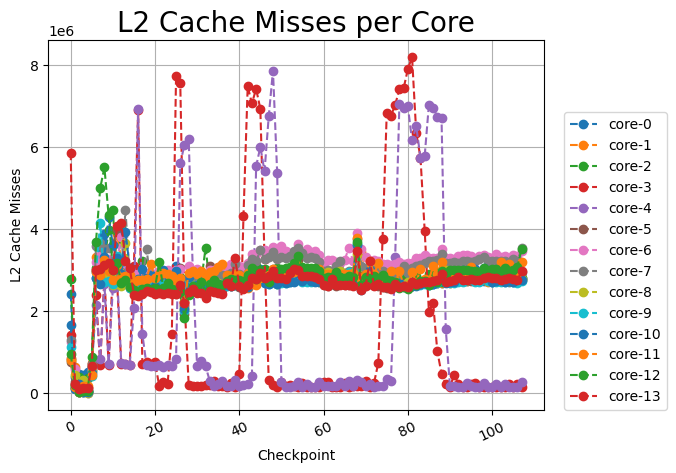 L2 Cache Misses per Core
1e6
8
6
4
2
0
L2 Cache Misses
0
20
40
60
80
100
Checkpoint
core-0
core-1
core-2
core-3
core-4
core-5
core-6
core-7
core-8
core-9
core-10
core-11
core-12
core-13